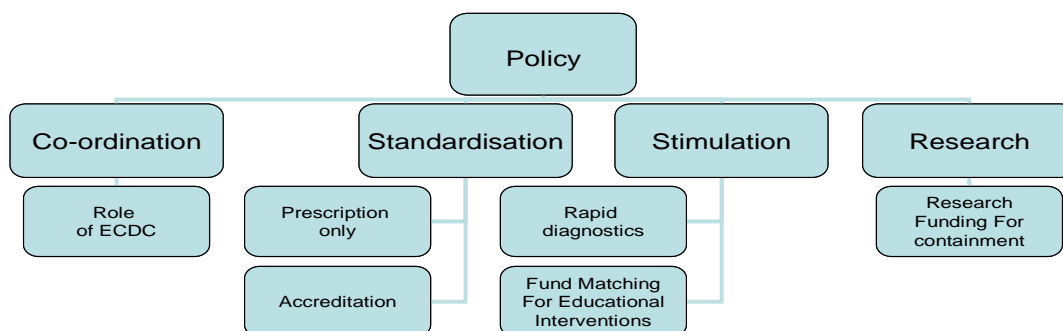 Policy
Co-ordination
Standardisation
Stimulation
Research
Role
of ECDC
Prescription
only
Rapid
diagnostics
Research
Funding For
containment
Accreditation
Fund Matching
For Educational
Interventions